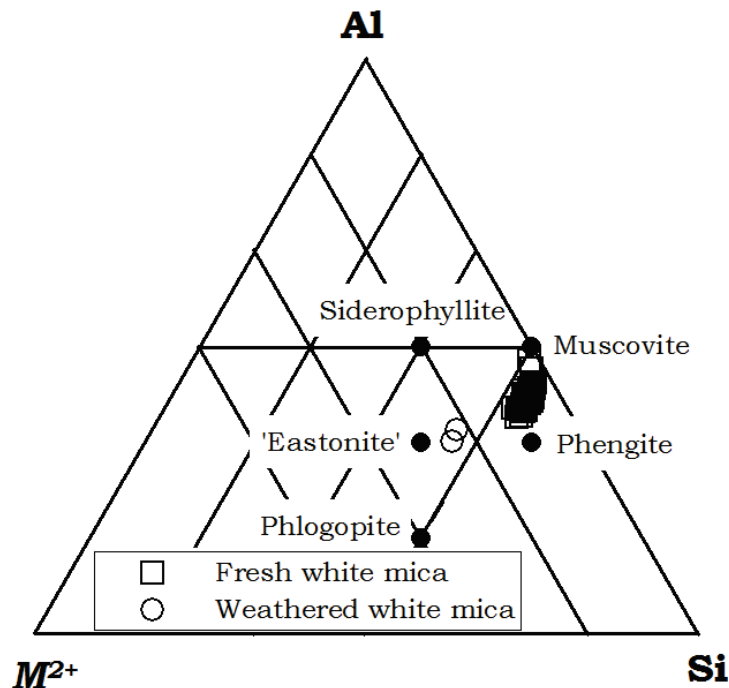 Al
Siderophyllite
Muscovite
'Eastonite'
Phengite
Phlogopite
Fresh white mica
Weathered white mica
M²⁺
Si